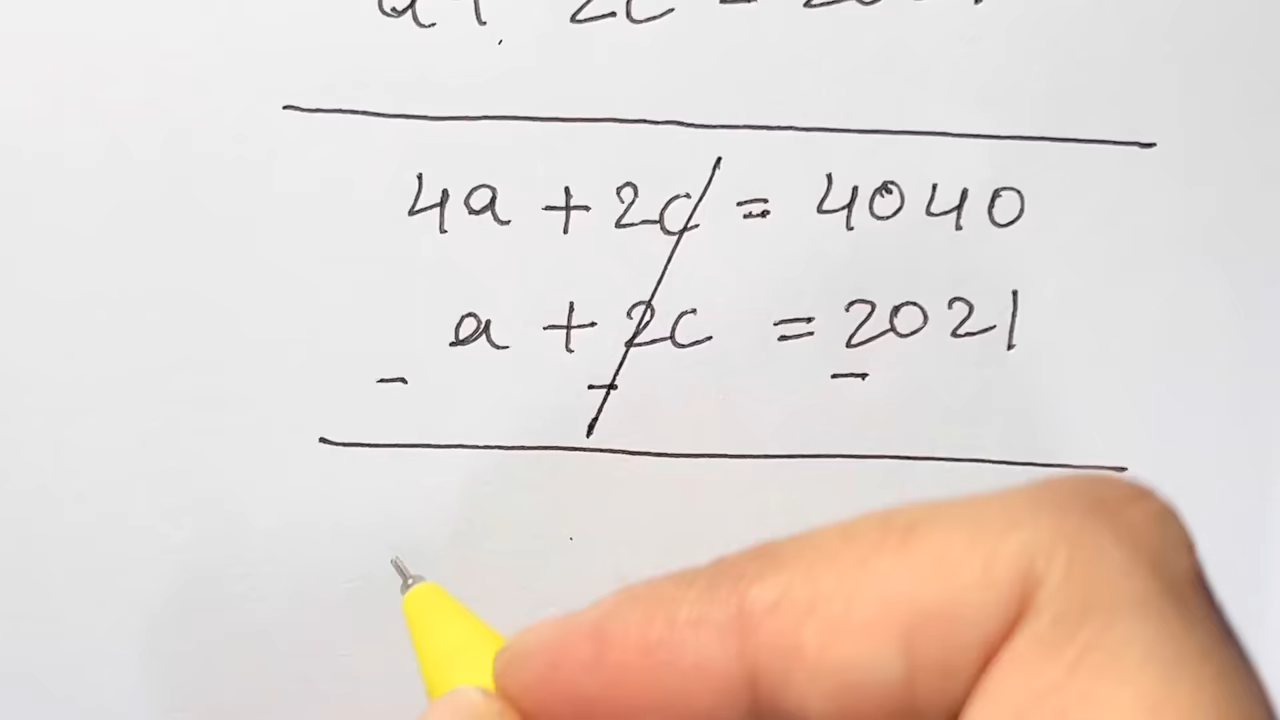 4a + 2c = 4040
a + 2c = 2021
- - -